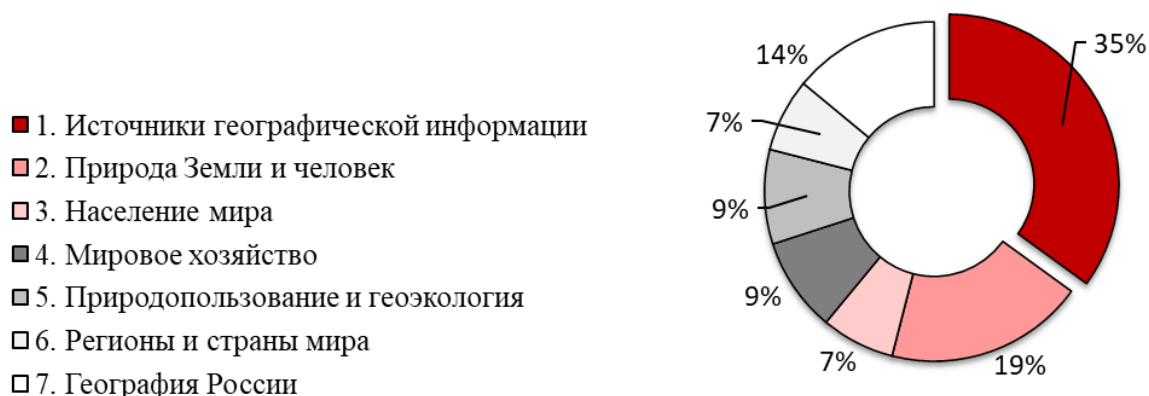 1. Источники географической информации
2. Природа Земли и человек
3. Население мира
4. Мировое хозяйство
5. Природопользование и геоэкология
6. Регионы и страны мира
7. География России
35%
19%
7%
9%
9%
7%
14%